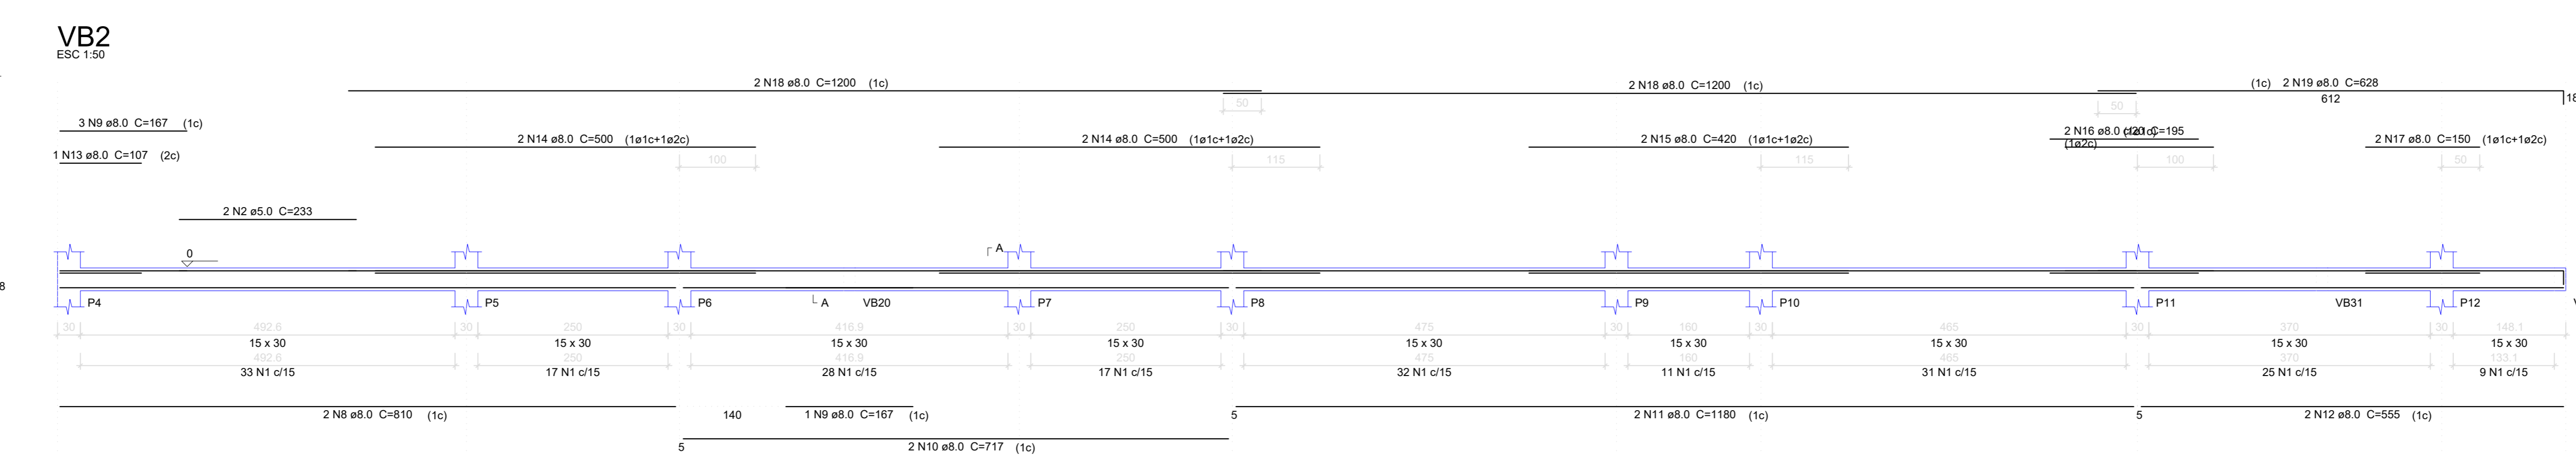 VB2
ESC 1:50
2 N18 ø8.0 C=1200 (1c)
2 N18 ø8.0 C=1200 (1c)
(1c) 2 N19 ø8.0 C=628
612
18
50
50
3 N9 ø8.0 C=167 (1c)
2 N14 ø8.0 C=500 (1ø1c+1ø2c)
2 N14 ø8.0 C=500 (1ø1c+1ø2c)
2 N15 ø8.0 C=420 (1ø1c+1ø2c)
2 N16 ø8.0 C=195
(1ø2c)
2 N17 ø8.0 C=150 (1ø1c+1ø2c)
1 N13 ø8.0 C=107 (2c)
100
115
115
100
50
2 N2 ø5.0 C=233
0
A
8
P4
P5
P6
A
VB20
P7
P8
P9
P10
P11
VB31
P12
30 492.6 30 250 30 416.9 30 250 30 475 30 160 30 465 30 370 30 148.1
15 x 30 15 x 30 15 x 30 15 x 30 15 x 30 15 x 30 15 x 30 15 x 30 15 x 30
492.6 250 416.9 250 475 160 465 370 133.1
33 N1 c/15 17 N1 c/15 28 N1 c/15 17 N1 c/15 32 N1 c/15 11 N1 c/15 31 N1 c/15 25 N1 c/15 9 N1 c/15
2 N8 ø8.0 C=810 (1c)
140
1 N9 ø8.0 C=167 (1c)
5
2 N11 ø8.0 C=1180 (1c)
5
2 N12 ø8.0 C=555 (1c)
5
2 N10 ø8.0 C=717 (1c)